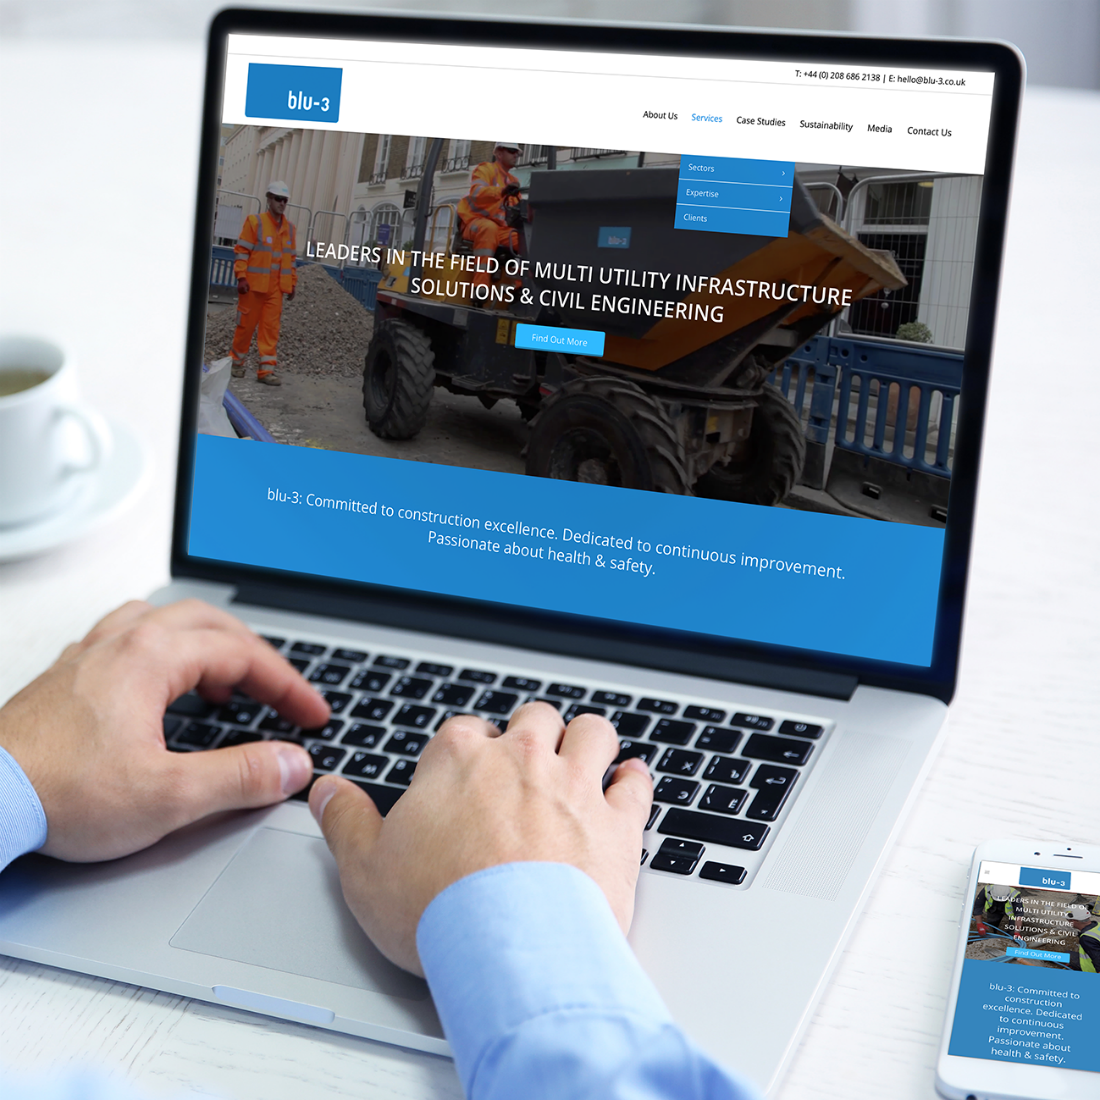 T: +44 (0) 208 686 2138 | E: hello@blu-3.co.uk
blu-3
About Us Services Case Studies Sustainability Media Contact Us
Sectors ›
Expertise ›
Clients
blu-3
LEADERS IN THE FIELD OF MULTI UTILITY INFRASTRUCTURE
SOLUTIONS & CIVIL ENGINEERING
Find Out More
blu-3: Committed to construction excellence. Dedicated to continuous improvement.
Passionate about health & safety.
blu-3
LEADERS IN THE FIELD OF
MULTI UTILITY
INFRASTRUCTURE
SOLUTIONS & CIVIL
ENGINEERING
Find Out More
blu-3: Committed to
construction
excellence. Dedicated
to continuous
improvement.
Passionate about
health & safety.